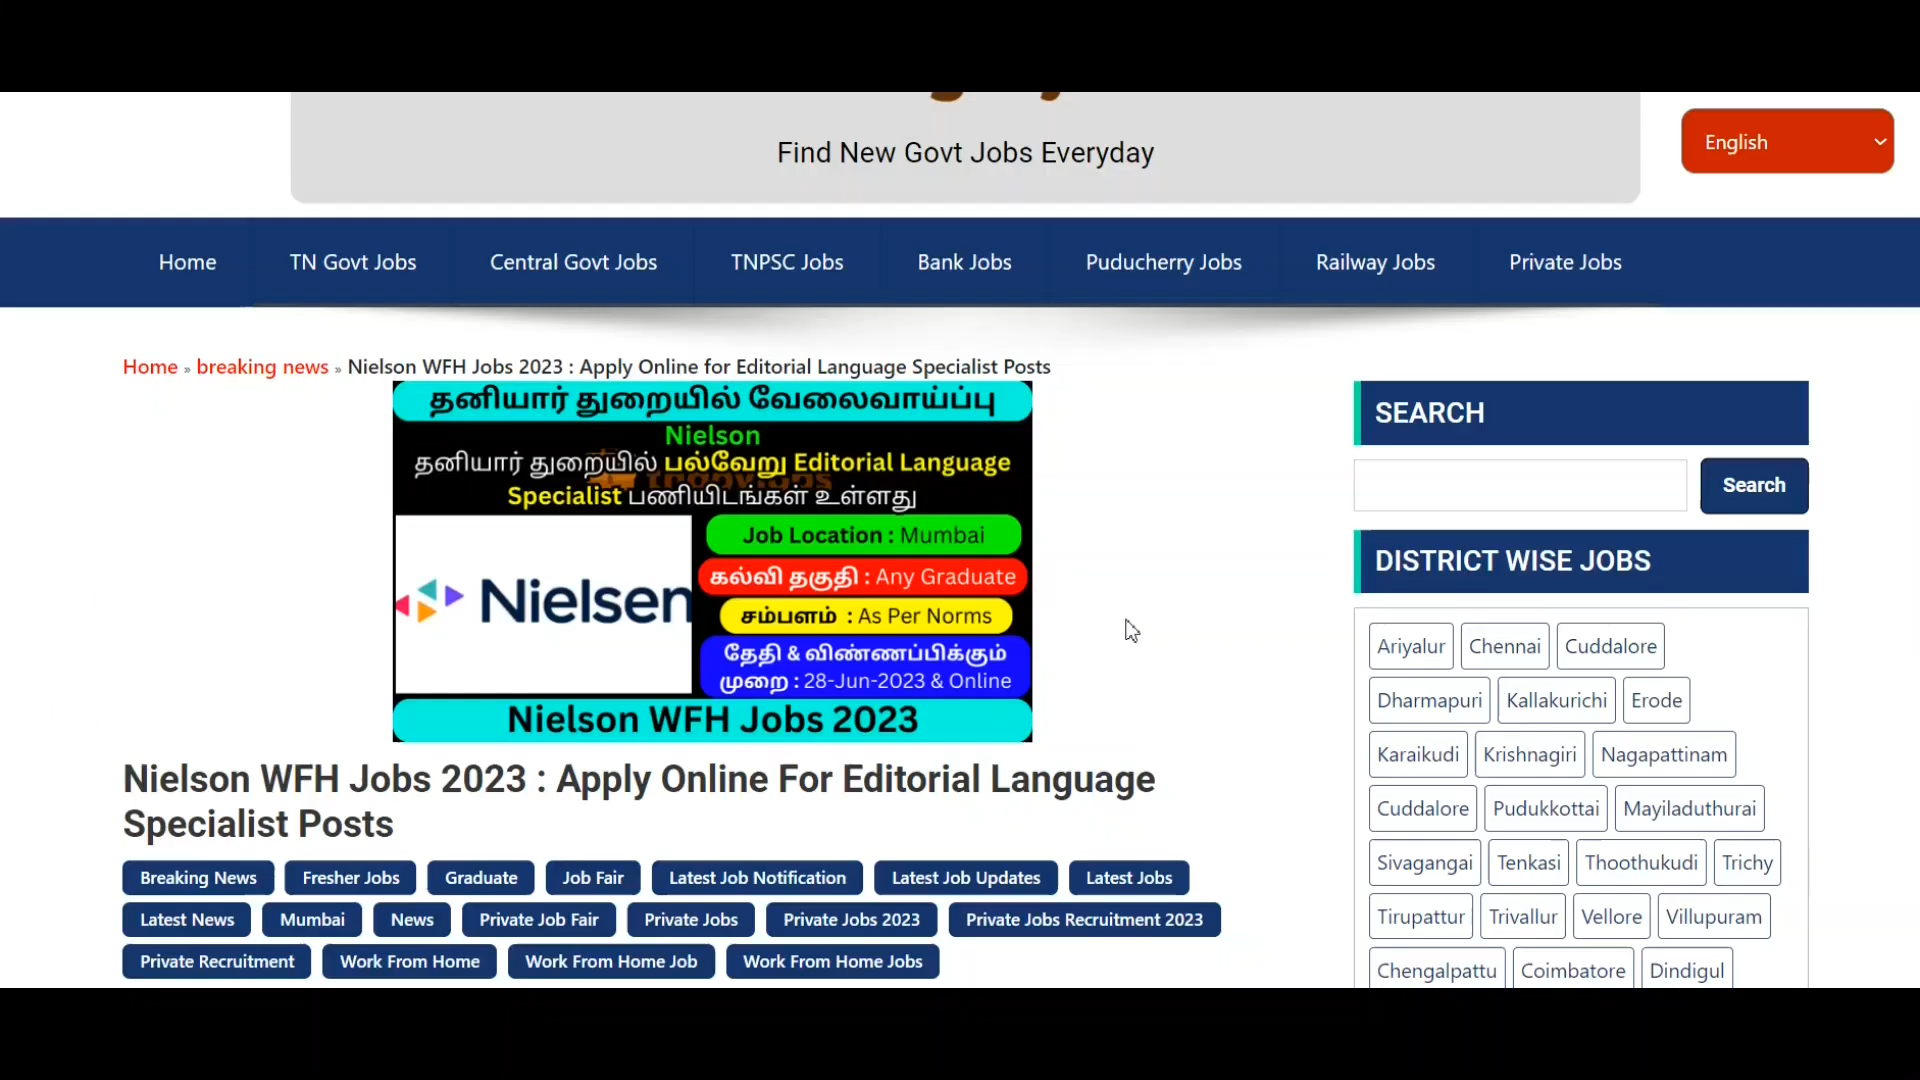 Find New Govt Jobs Everyday
English
Home TN Govt Jobs Central Govt Jobs TNPSC Jobs Bank Jobs Puducherry Jobs Railway Jobs Private Jobs
Home » breaking news » Nielson WFH Jobs 2023 : Apply Online for Editorial Language Specialist Posts
தனியார் துறையில் வேலைவாய்ப்பு
Nielson
தனியார் துறையில் பல்வேறு Editorial Language
Specialist பணியிடங்கள் உள்ளது
Nielsen
Job Location : Mumbai
கல்வி தகுதி : Any Graduate
சம்பளம் : As Per Norms
தேதி & விண்ணப்பிக்கும்
முறை : 28-Jun-2023 & Online
Nielson WFH Jobs 2023
Nielson WFH Jobs 2023 : Apply Online For Editorial Language
Specialist Posts
Breaking News Fresher Jobs Graduate Job Fair Latest Job Notification Latest Job Updates Latest Jobs
Latest News Mumbai News Private Job Fair Private Jobs Private Jobs 2023 Private Jobs Recruitment 2023
Private Recruitment Work From Home Work From Home Job Work From Home Jobs
SEARCH
Search
DISTRICT WISE JOBS
Ariyalur Chennai Cuddalore
Dharmapuri Kallakurichi Erode
Karaikudi Krishnagiri Nagapattinam
Cuddalore Pudukkottai Mayiladuthurai
Sivagangai Tenkasi Thoothukudi Trichy
Tirupattur Trivallur Vellore Villupuram
Chengalpattu Coimbatore Dindigul